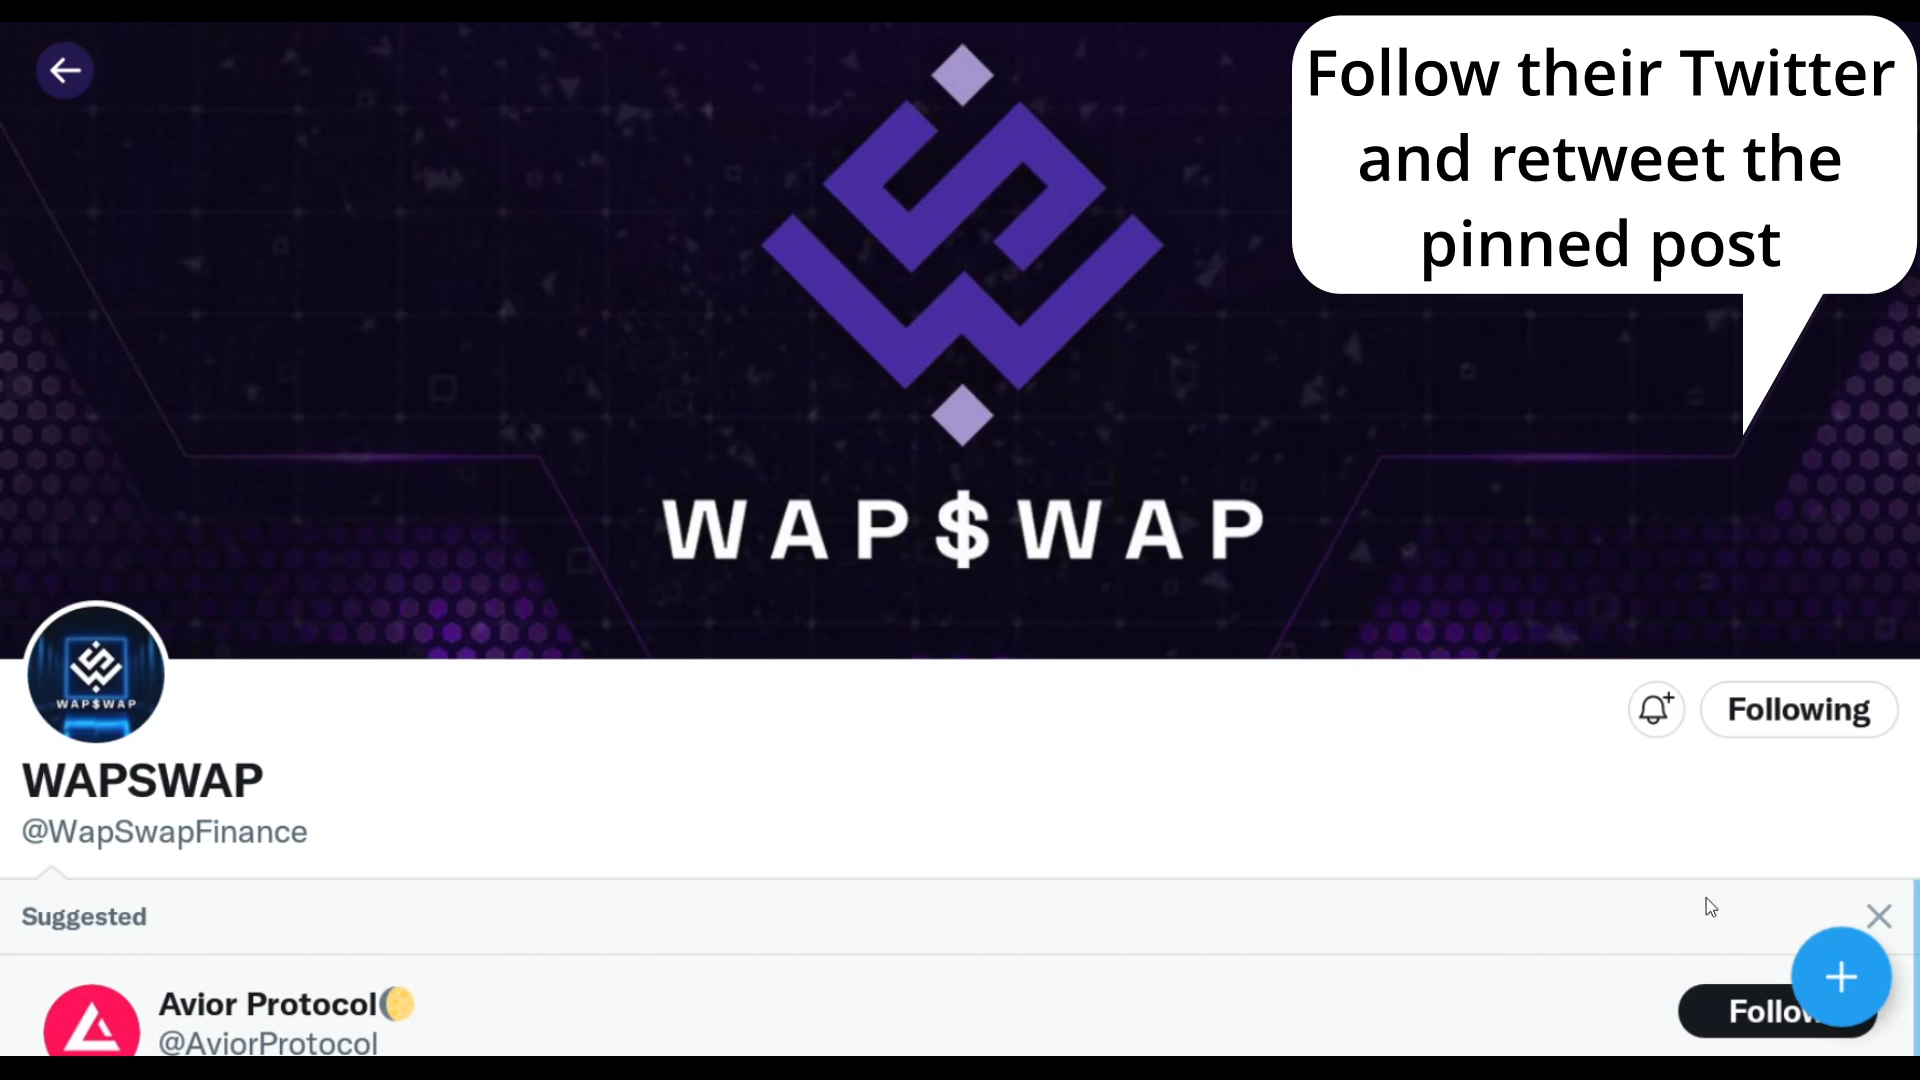 Follow their Twitter
and retweet the
pinned post
WAP$WAP
WAP$WAP
Following
WAPSWAP
@WapSwapFinance
Suggested
Avior Protocol🌔
@AviorProtocol
Follow